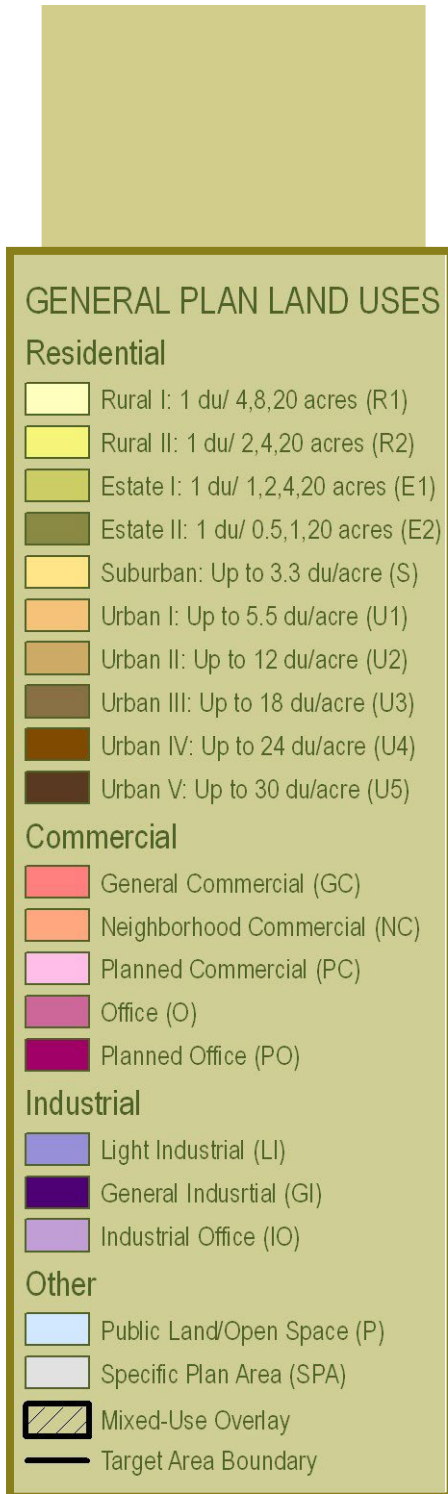 GENERAL PLAN LAND USES
Residential
Rural I: 1 du/ 4,8,20 acres (R1)
Rural II: 1 du/ 2,4,20 acres (R2)
Estate I: 1 du/ 1,2,4,20 acres (E1)
Estate II: 1 du/ 0.5,1,20 acres (E2)
Suburban: Up to 3.3 du/acre (S)
Urban I: Up to 5.5 du/acre (U1)
Urban II: Up to 12 du/acre (U2)
Urban III: Up to 18 du/acre (U3)
Urban IV: Up to 24 du/acre (U4)
Urban V: Up to 30 du/acre (U5)
Commercial
General Commercial (GC)
Neighborhood Commercial (NC)
Planned Commercial (PC)
Office (O)
Planned Office (PO)
Industrial
Light Industrial (LI)
General Indusrtial (GI)
Industrial Office (IO)
Other
Public Land/Open Space (P)
Specific Plan Area (SPA)
Mixed-Use Overlay
Target Area Boundary